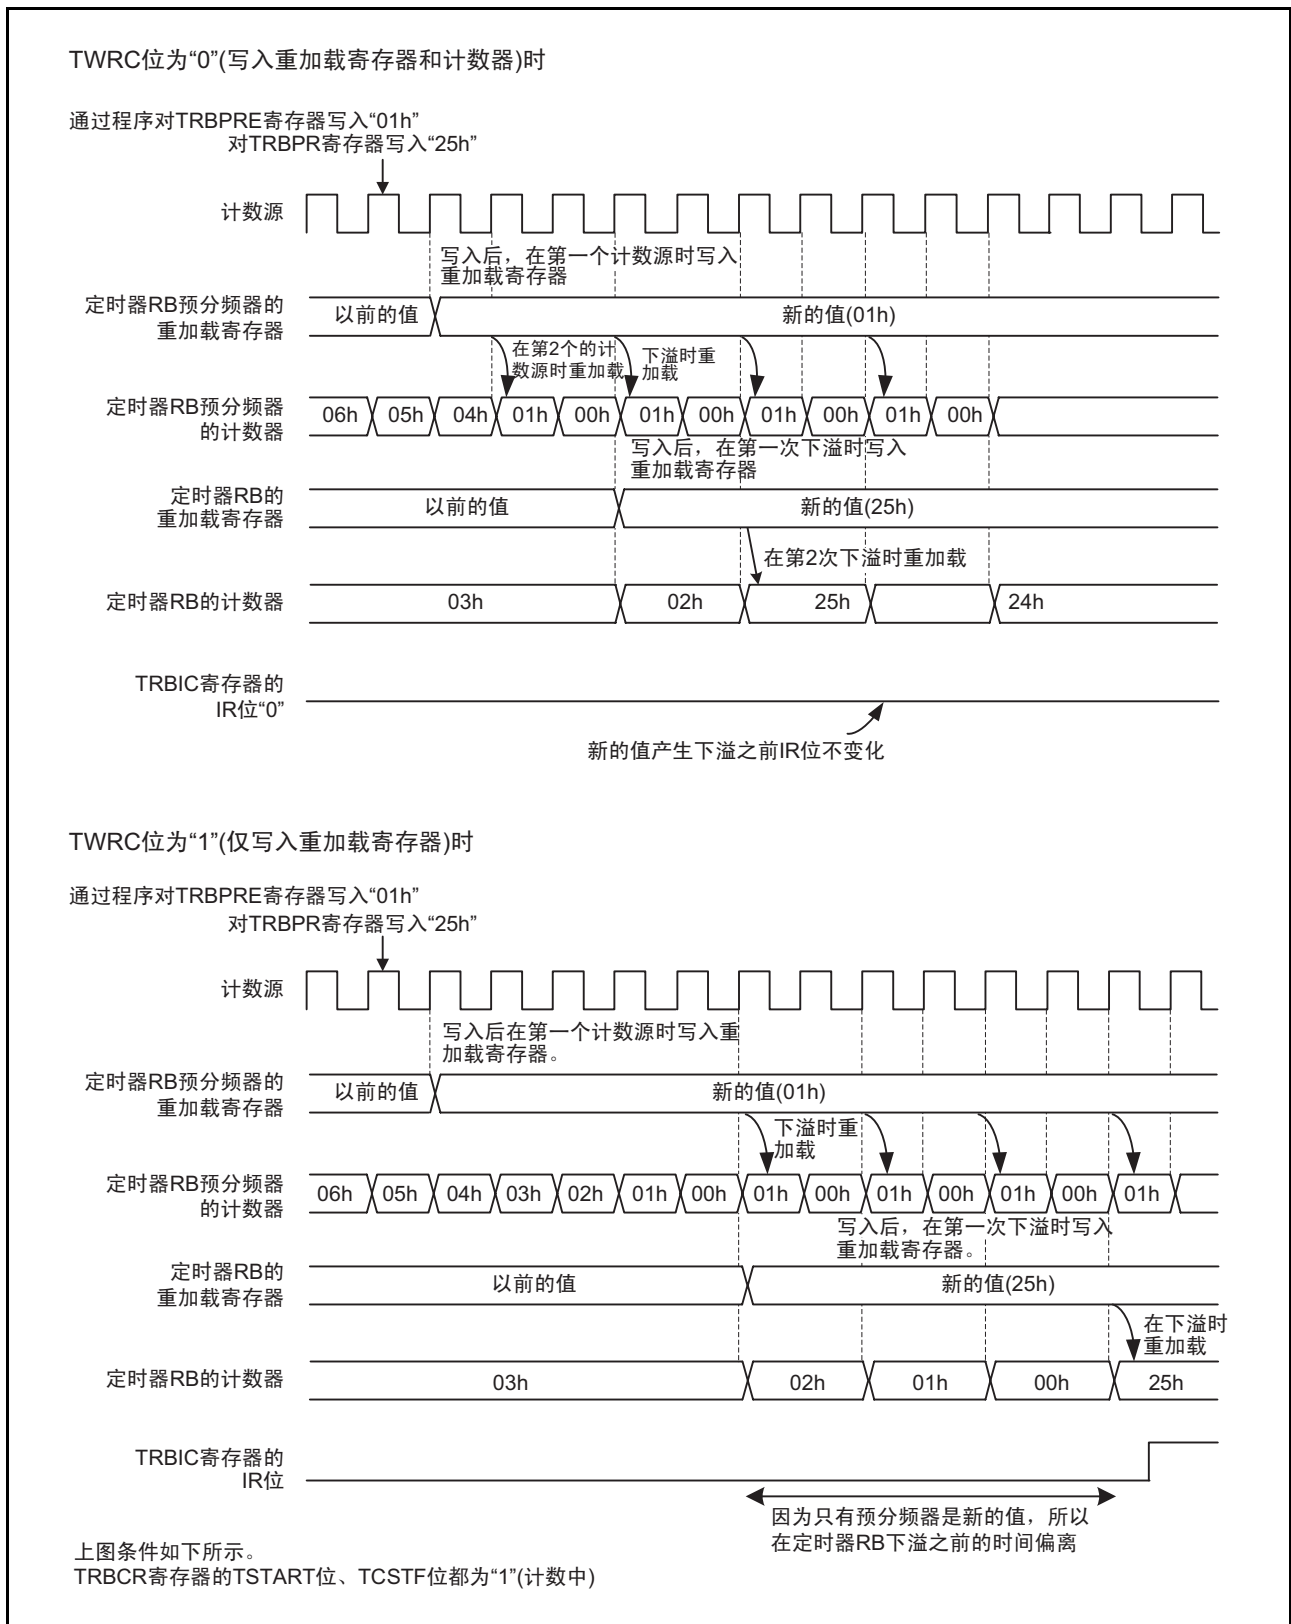 TWRC位为“0”(写入重加载寄存器和计数器)时
通过程序对TRBPRE寄存器写入“01h”
对TRBPR寄存器写入“25h”
计数源
写入后，在第一个计数源时写入
重加载寄存器
定时器RB预分频器的
重加载寄存器
以前的值
新的值(01h)
在第2个的计
数源时重加载
下溢时重
加载
定时器RB预分频器
的计数器
06h 05h 04h 01h 00h 01h 00h 01h 00h 01h 00h
写入后，在第一次下溢时写入
重加载寄存器
定时器RB的
重加载寄存器
以前的值
新的值(25h)
在第2次下溢时重加载
定时器RB的计数器
03h 02h 25h 24h
TRBIC寄存器的
IR位“0”
新的值产生下溢之前IR位不变化
TWRC位为“1”(仅写入重加载寄存器)时
通过程序对TRBPRE寄存器写入“01h”
对TRBPR寄存器写入“25h”
计数源
写入后在第一个计数源时写入重
加载寄存器。
定时器RB预分频器的
重加载寄存器
以前的值
新的值(01h)
下溢时重
加载
定时器RB预分频器
的计数器
06h 05h 04h 03h 02h 01h 00h 01h 00h 01h 00h 01h 00h 01h
写入后，在第一次下溢时写入
重加载寄存器。
定时器RB的
重加载寄存器
以前的值
新的值(25h)
在下溢时
重加载
定时器RB的计数器
03h 02h 01h 00h 25h
TRBIC寄存器的
IR位
因为只有预分频器是新的值，所以
在定时器RB下溢之前的时间偏离
上图条件如下所示。
TRBCR寄存器的TSTART位、TCSTF位都为“1”(计数中)